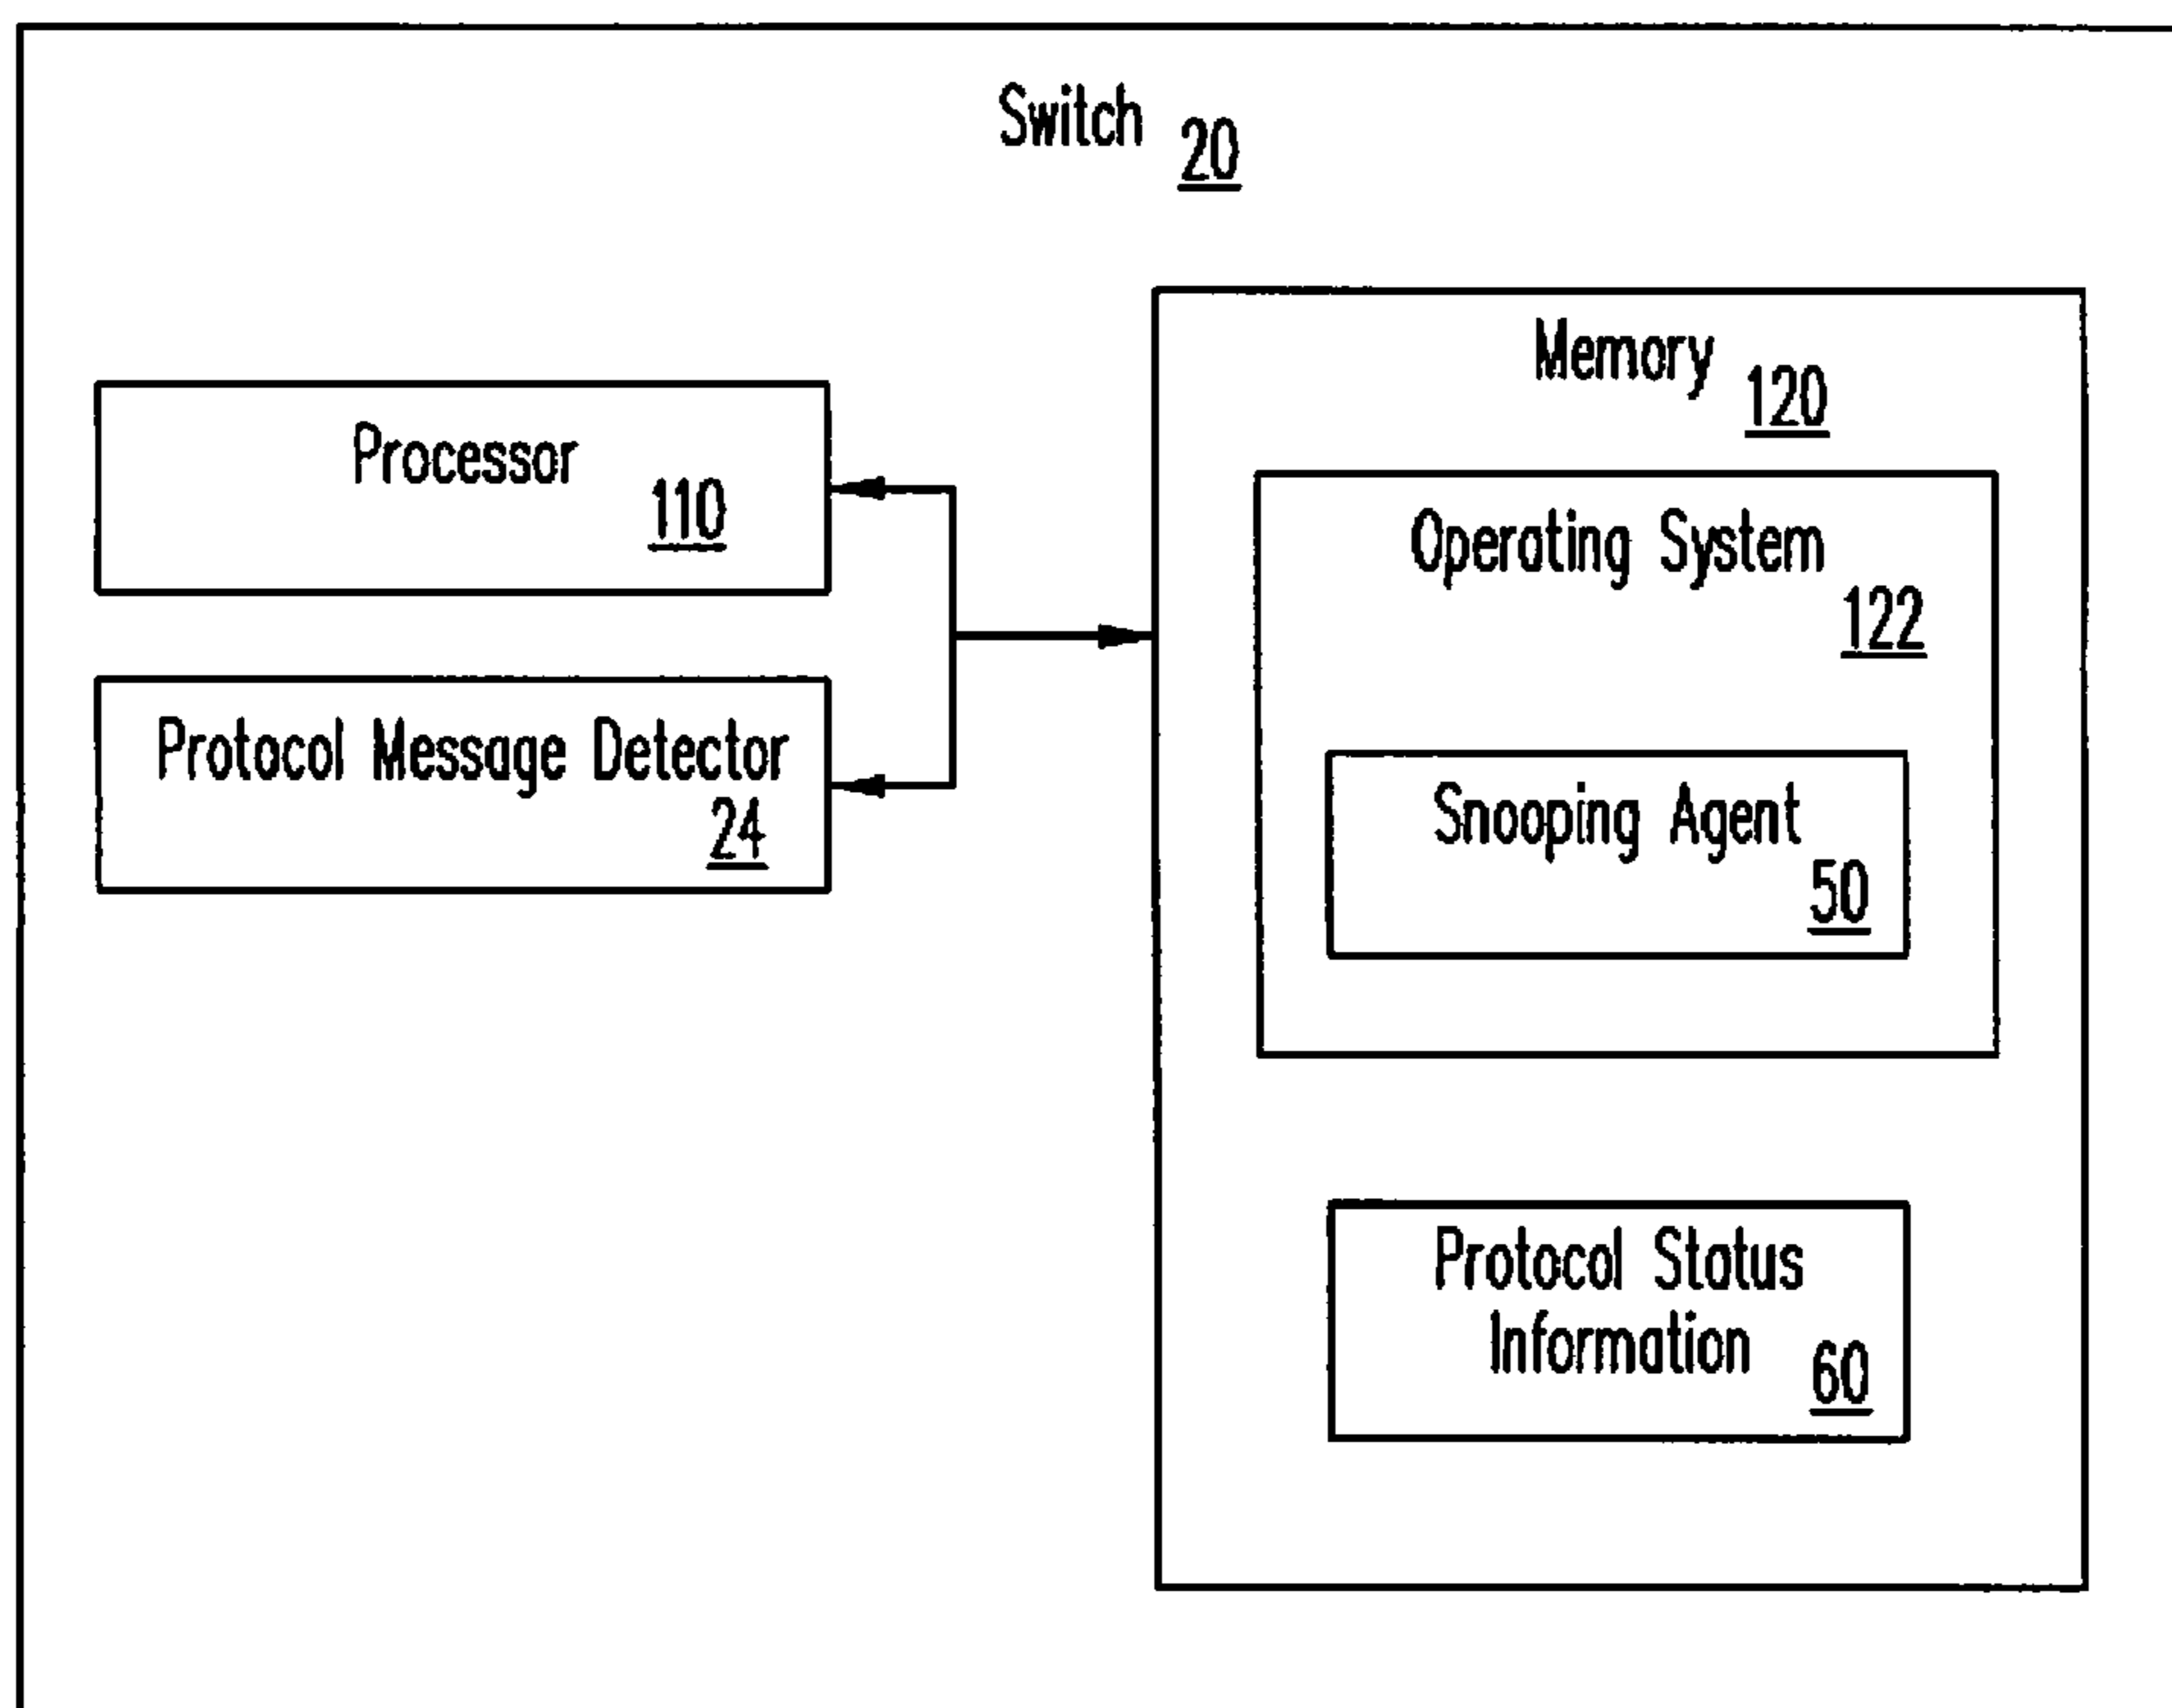 Switch 20
Processor
110
Protocol Message Detector
24
Memory 120
Operating System
122
Snooping Agent
50
Protocol Status
Information 60